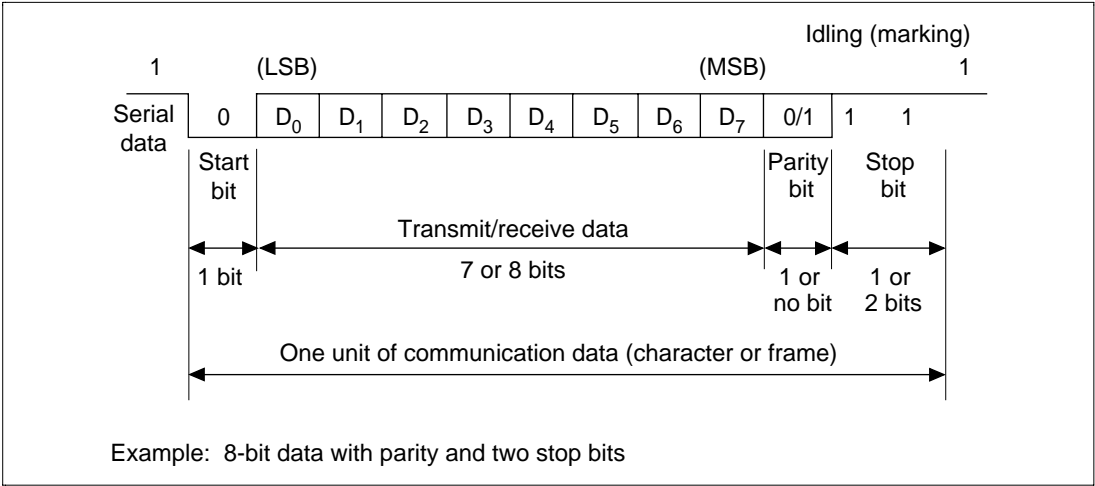 Idling (marking)
1 (LSB) (MSB) 1
Serial data
0 D0 D1 D2 D3 D4 D5 D6 D7 0/1 1 1
Start bit
Parity bit
Stop bit
Transmit/receive data
1 bit
7 or 8 bits
1 or no bit
1 or 2 bits
One unit of communication data (character or frame)
Example: 8-bit data with parity and two stop bits